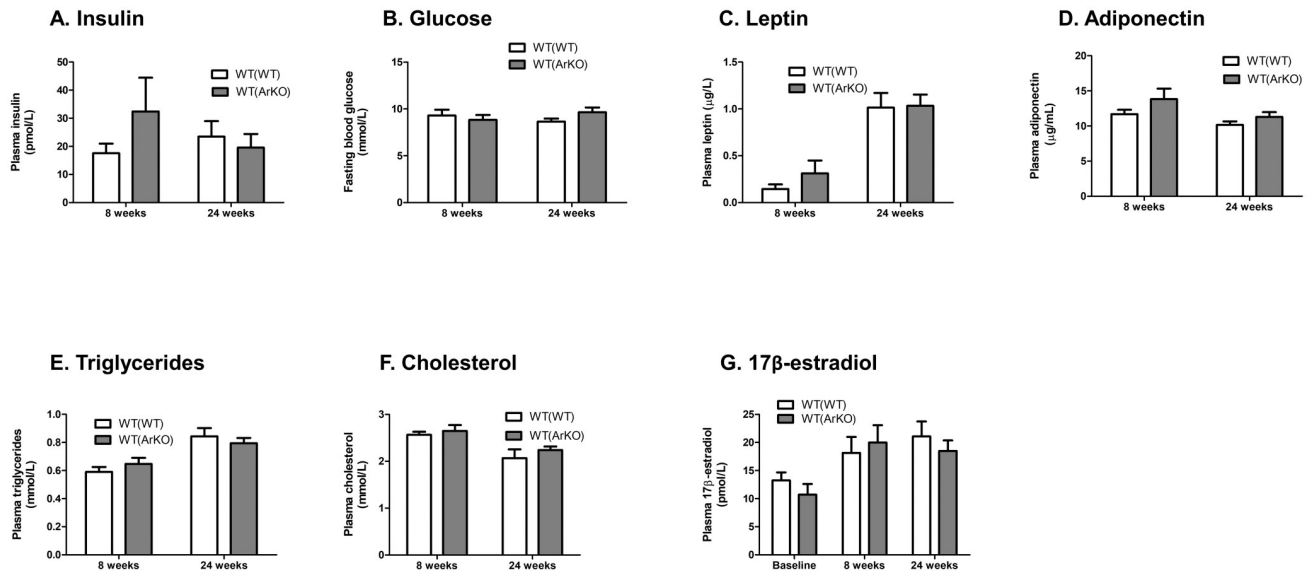 A. Insulin
Plasma insulin
(pmol/L)
50
40
30
20
10
0
WT(WT)
WT(ArKO)
8 weeks
24 weeks
B. Glucose
Fasting blood glucose
(mmol/L)
15
10
5
0
WT(WT)
WT(ArKO)
8 weeks
24 weeks
C. Leptin
Plasma leptin (µg/L)
1.5
1.0
0.5
0.0
WT(WT)
WT(ArKO)
8 weeks
24 weeks
D. Adiponectin
Plasma adiponectin
(µg/mL)
20
15
10
5
0
WT(WT)
WT(ArKO)
8 weeks
24 weeks
E. Triglycerides
Plasma triglycerides
(mmol/L)
1.0
0.8
0.6
0.4
0.2
0.0
WT(WT)
WT(ArKO)
8 weeks
24 weeks
F. Cholesterol
Plasma cholesterol
(mmol/L)
3
2
1
0
WT(WT)
WT(ArKO)
8 weeks
24 weeks
G. 17β-estradiol
Plasma 17β-estradiol
(pmol/L)
25
20
15
10
5
0
WT(WT)
WT(ArKO)
Baseline
8 weeks
24 weeks